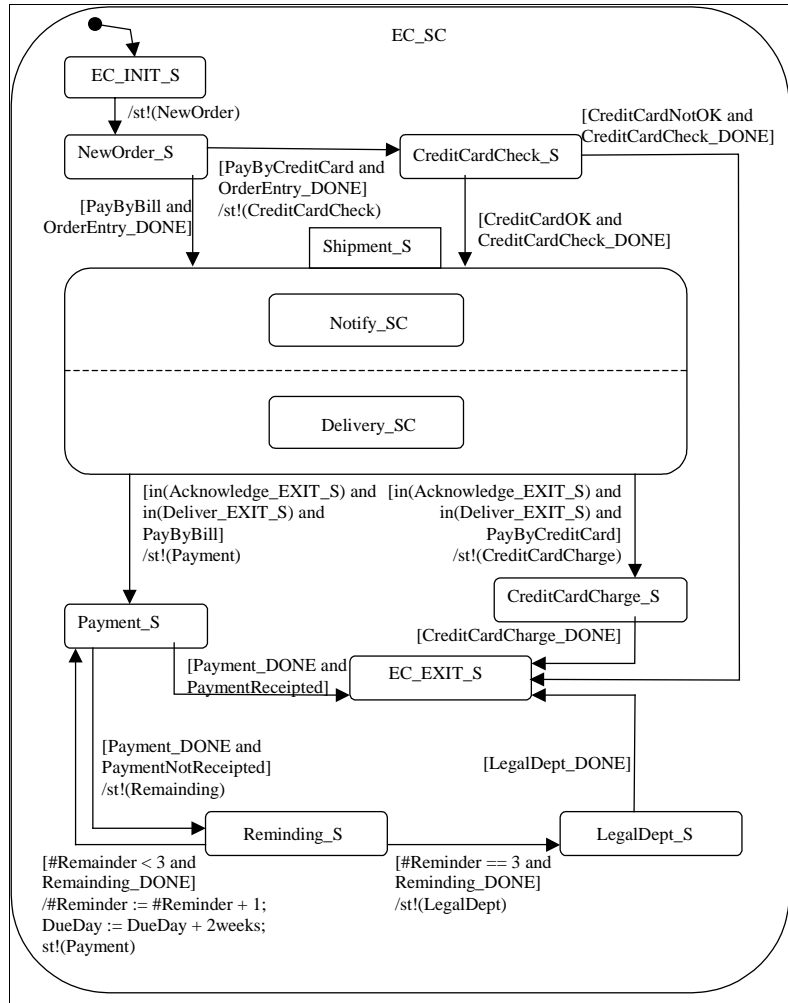 EC_SC
EC_INIT_S
/st!(NewOrder)
NewOrder_S
CreditCardCheck_S
[CreditCardNotOK and
CreditCardCheck_DONE]
[PayByCreditCard and
OrderEntry_DONE]
/st!(CreditCardCheck)
[PayByBill and
OrderEntry_DONE]
[CreditCardOK and
CreditCardCheck_DONE]
Shipment_S
Notify_SC
Delivery_SC
[in(Acknowledge_EXIT_S) and
in(Deliver_EXIT_S) and
PayByBill]
/st!(Payment)
[in(Acknowledge_EXIT_S) and
in(Deliver_EXIT_S) and
PayByCreditCard]
/st!(CreditCardCharge)
CreditCardCharge_S
Payment_S
[CreditCardCharge_DONE]
[Payment_DONE and
PaymentReceipted]
EC_EXIT_S
[Payment_DONE and
PaymentNotReceipted]
/st!(Remainding)
[LegalDept_DONE]
Reminding_S
LegalDept_S
[#Remainder < 3 and
Remainding_DONE]
/#Reminder := #Reminder + 1;
DueDay := DueDay + 2weeks;
st!(Payment)
[#Reminder == 3 and
Reminding_DONE]
/st!(LegalDept)